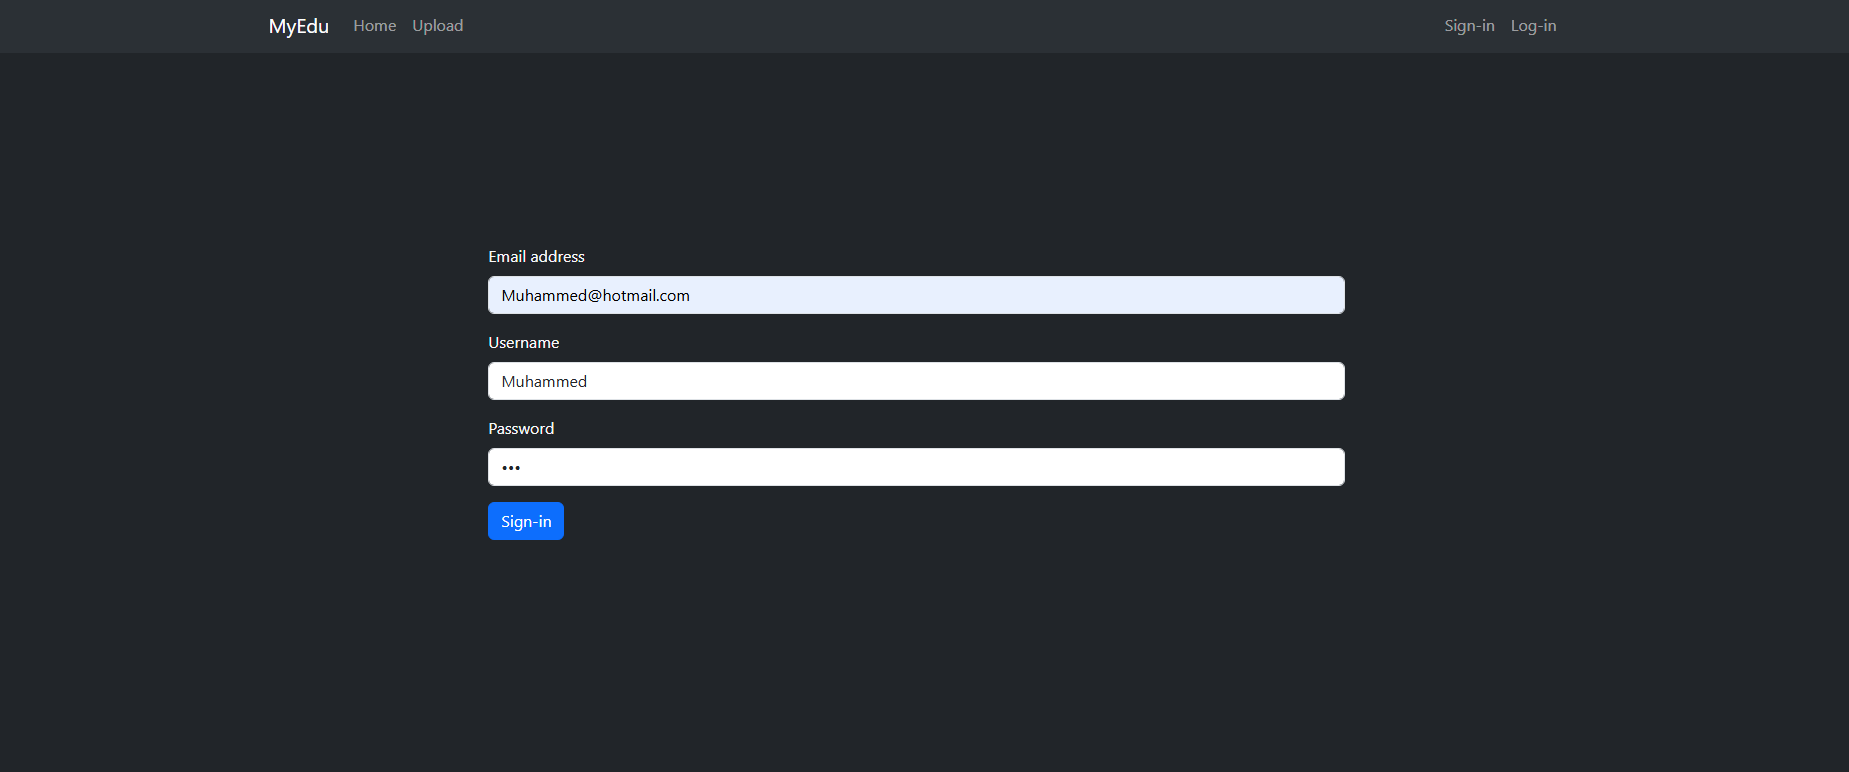 MyEdu Home Upload Sign-in Log-in
Email address
Muhammed@hotmail.com
Username
Muhammed
Password
•••
Sign-in